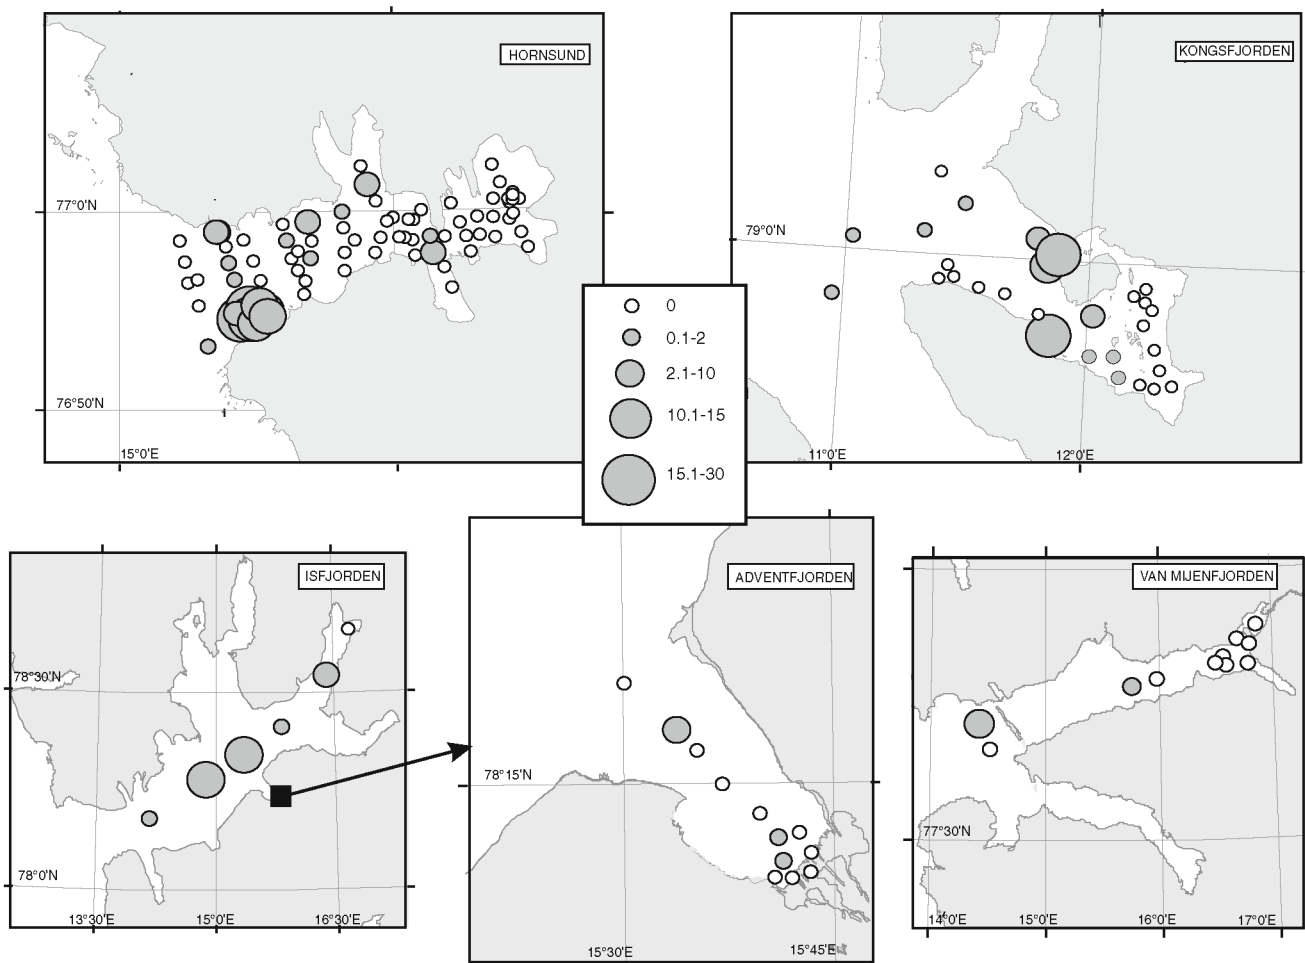 HORNSUND
77°0'N
76°50'N
15°0'E
KONGSFJORDEN
79°0'N
11°0'E
12°0'E
0
0.1-2
2.1-10
10.1-15
15.1-30
ISFJORDEN
78°30'N
78°0'N
13°30'E
15°0'E
16°30'E
ADVENTFJORDEN
78°15'N
15°30'E
15°45'E
VAN MIJENFJORDEN
77°30'N
14°0'E
15°0'E
16°0'E
17°0'E